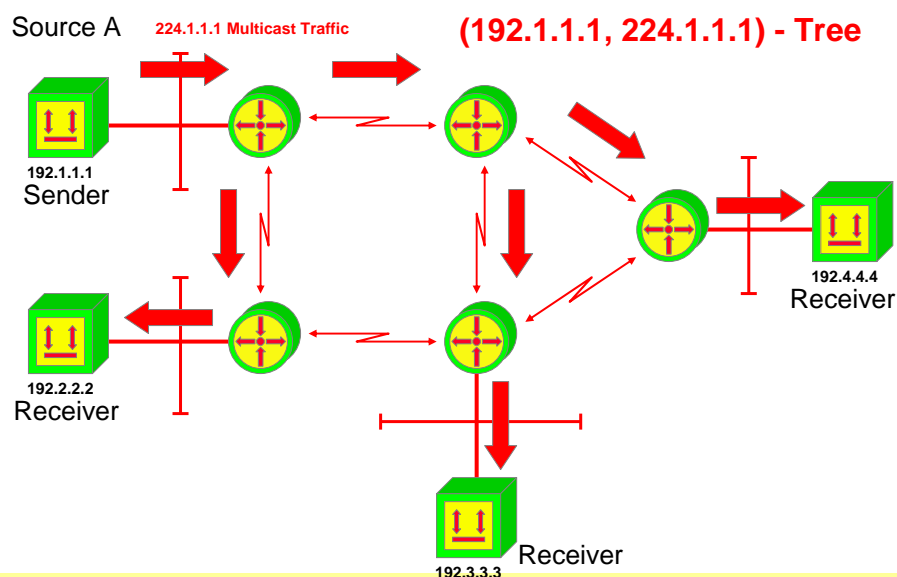 Source A
224.1.1.1 Multicast Traffic
(192.1.1.1, 224.1.1.1) - Tree
192.1.1.1
Sender
192.4.4.4
Receiver
192.2.2.2
Receiver
Receiver
192.3.3.3